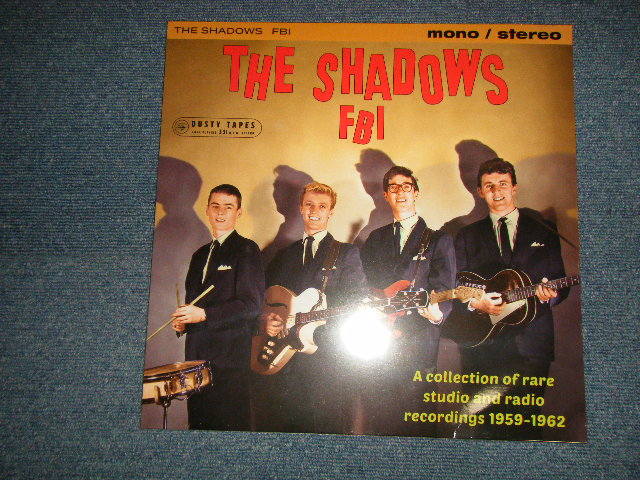 THE SHADOWS FBI
mono / stereo
THE SHADOWS
FBI
DUSTY TAPES
A collection of rare
studio and radio
recordings 1959-1962